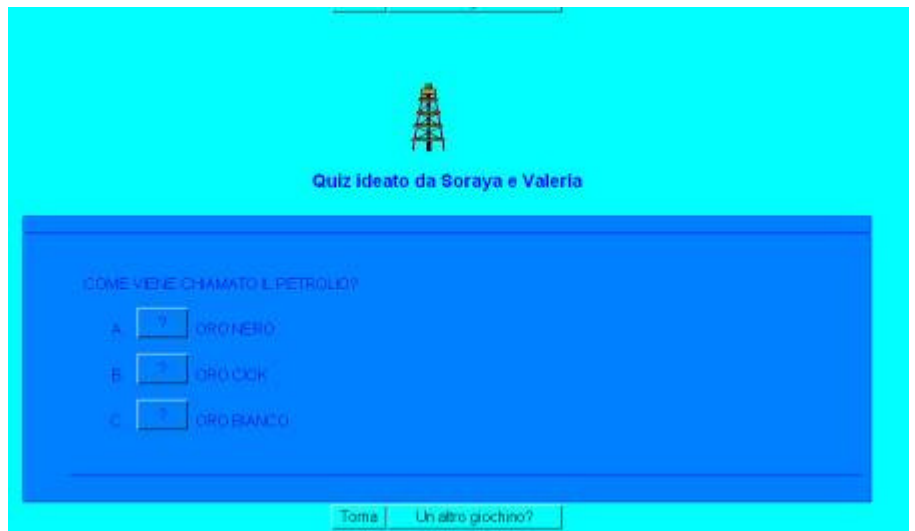 Quiz ideato da Soraya e Valeria
COME VIENE CHIAMATO IL PETROLIO?
A. ? ORO NERO
B. ? ORO CIOK
C. ? ORO BIANCO
Torna Un altro giochino?